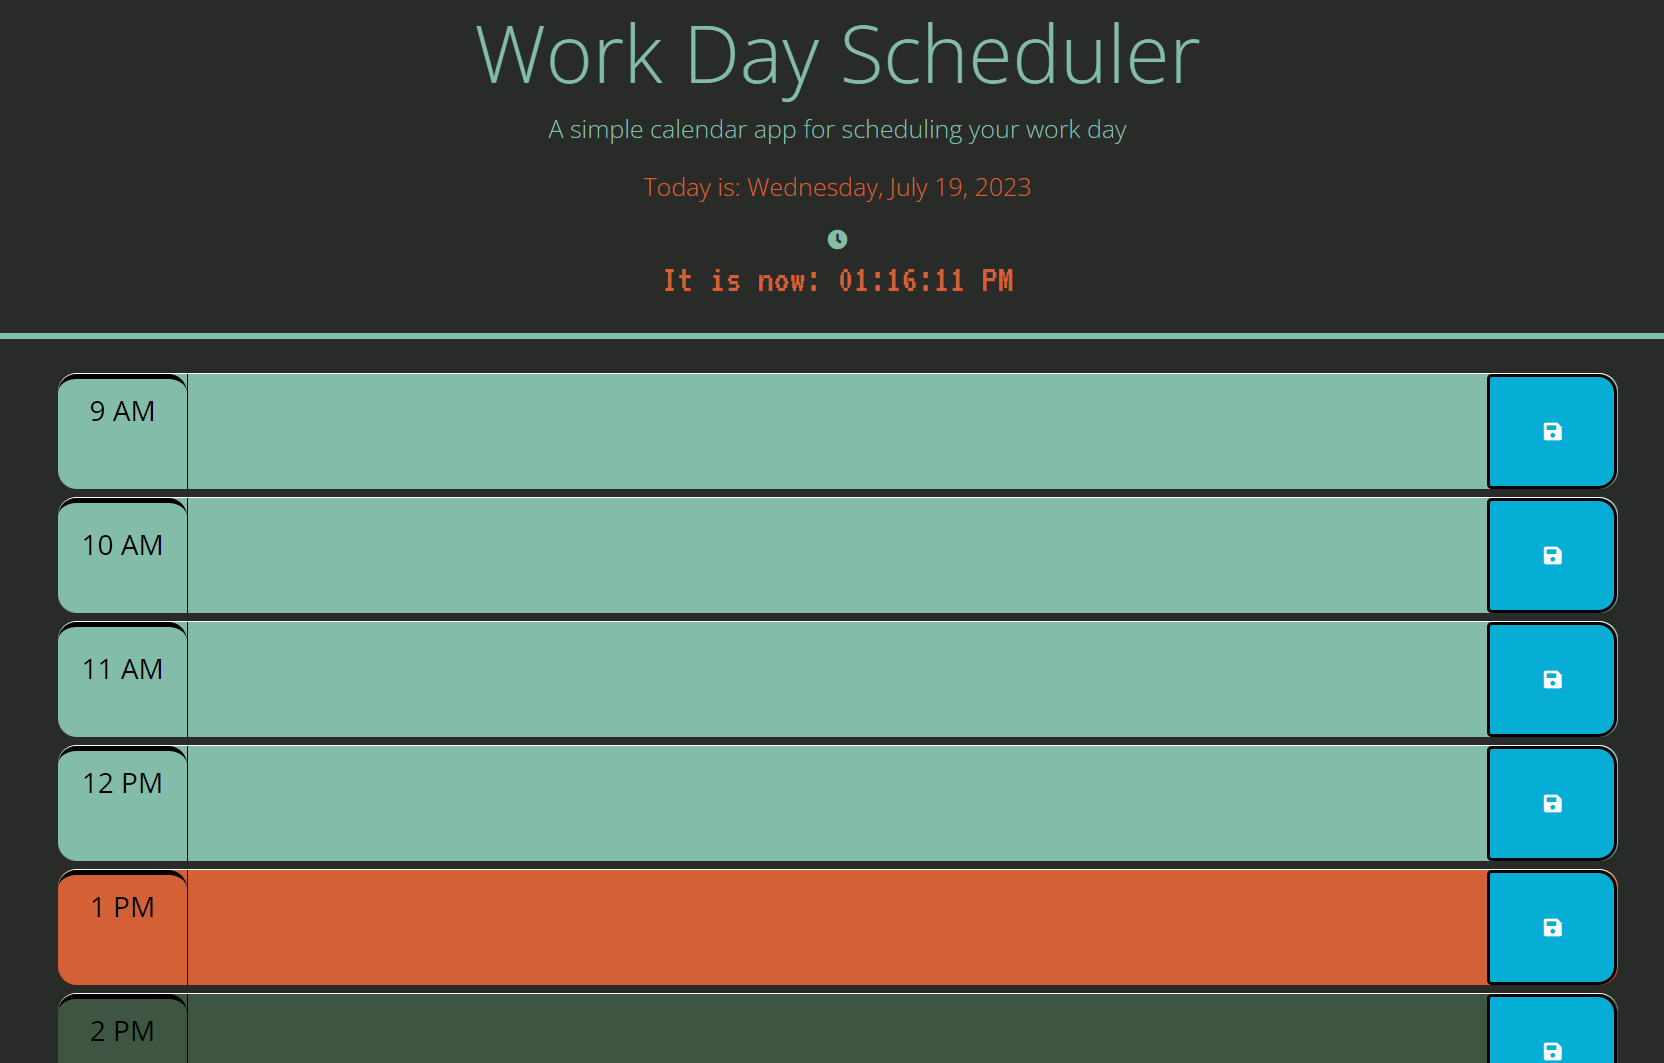 Work Day Scheduler
A simple calendar app for scheduling your work day
Today is: Wednesday, July 19, 2023
It is now: 01:16:11 PM
9 AM
10 AM
11 AM
12 PM
1 PM
2 PM